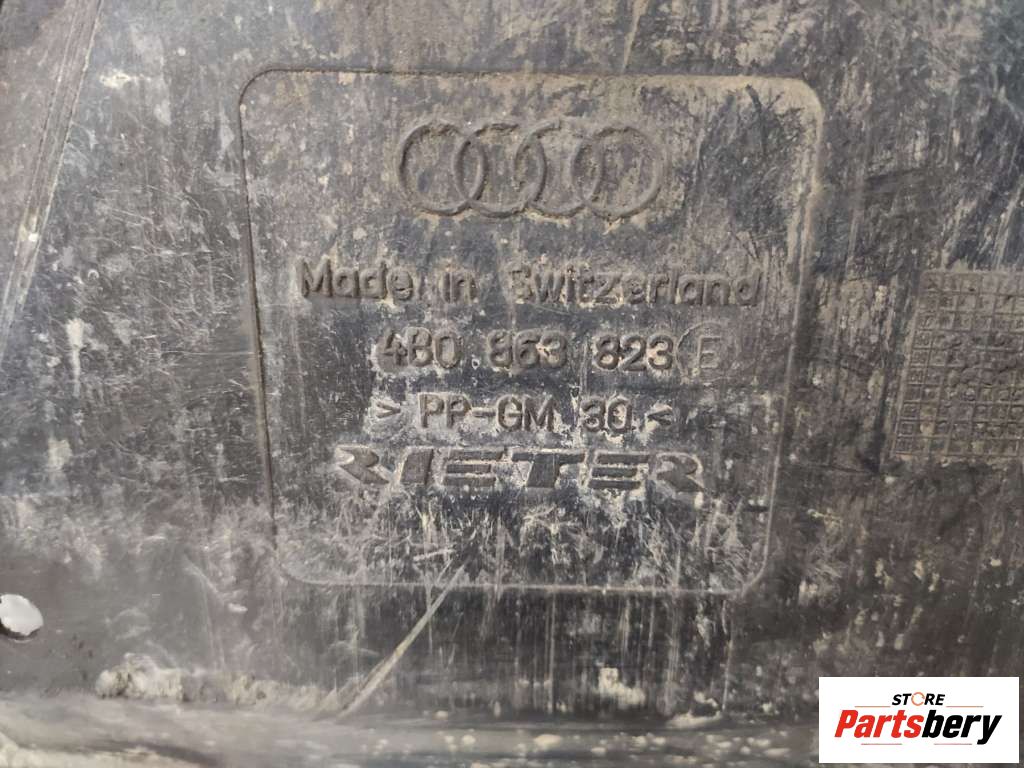 Made in Switzerland
4B0 863 823 E
> PP-GM 30 <
RIETER
STORE
Partsbery